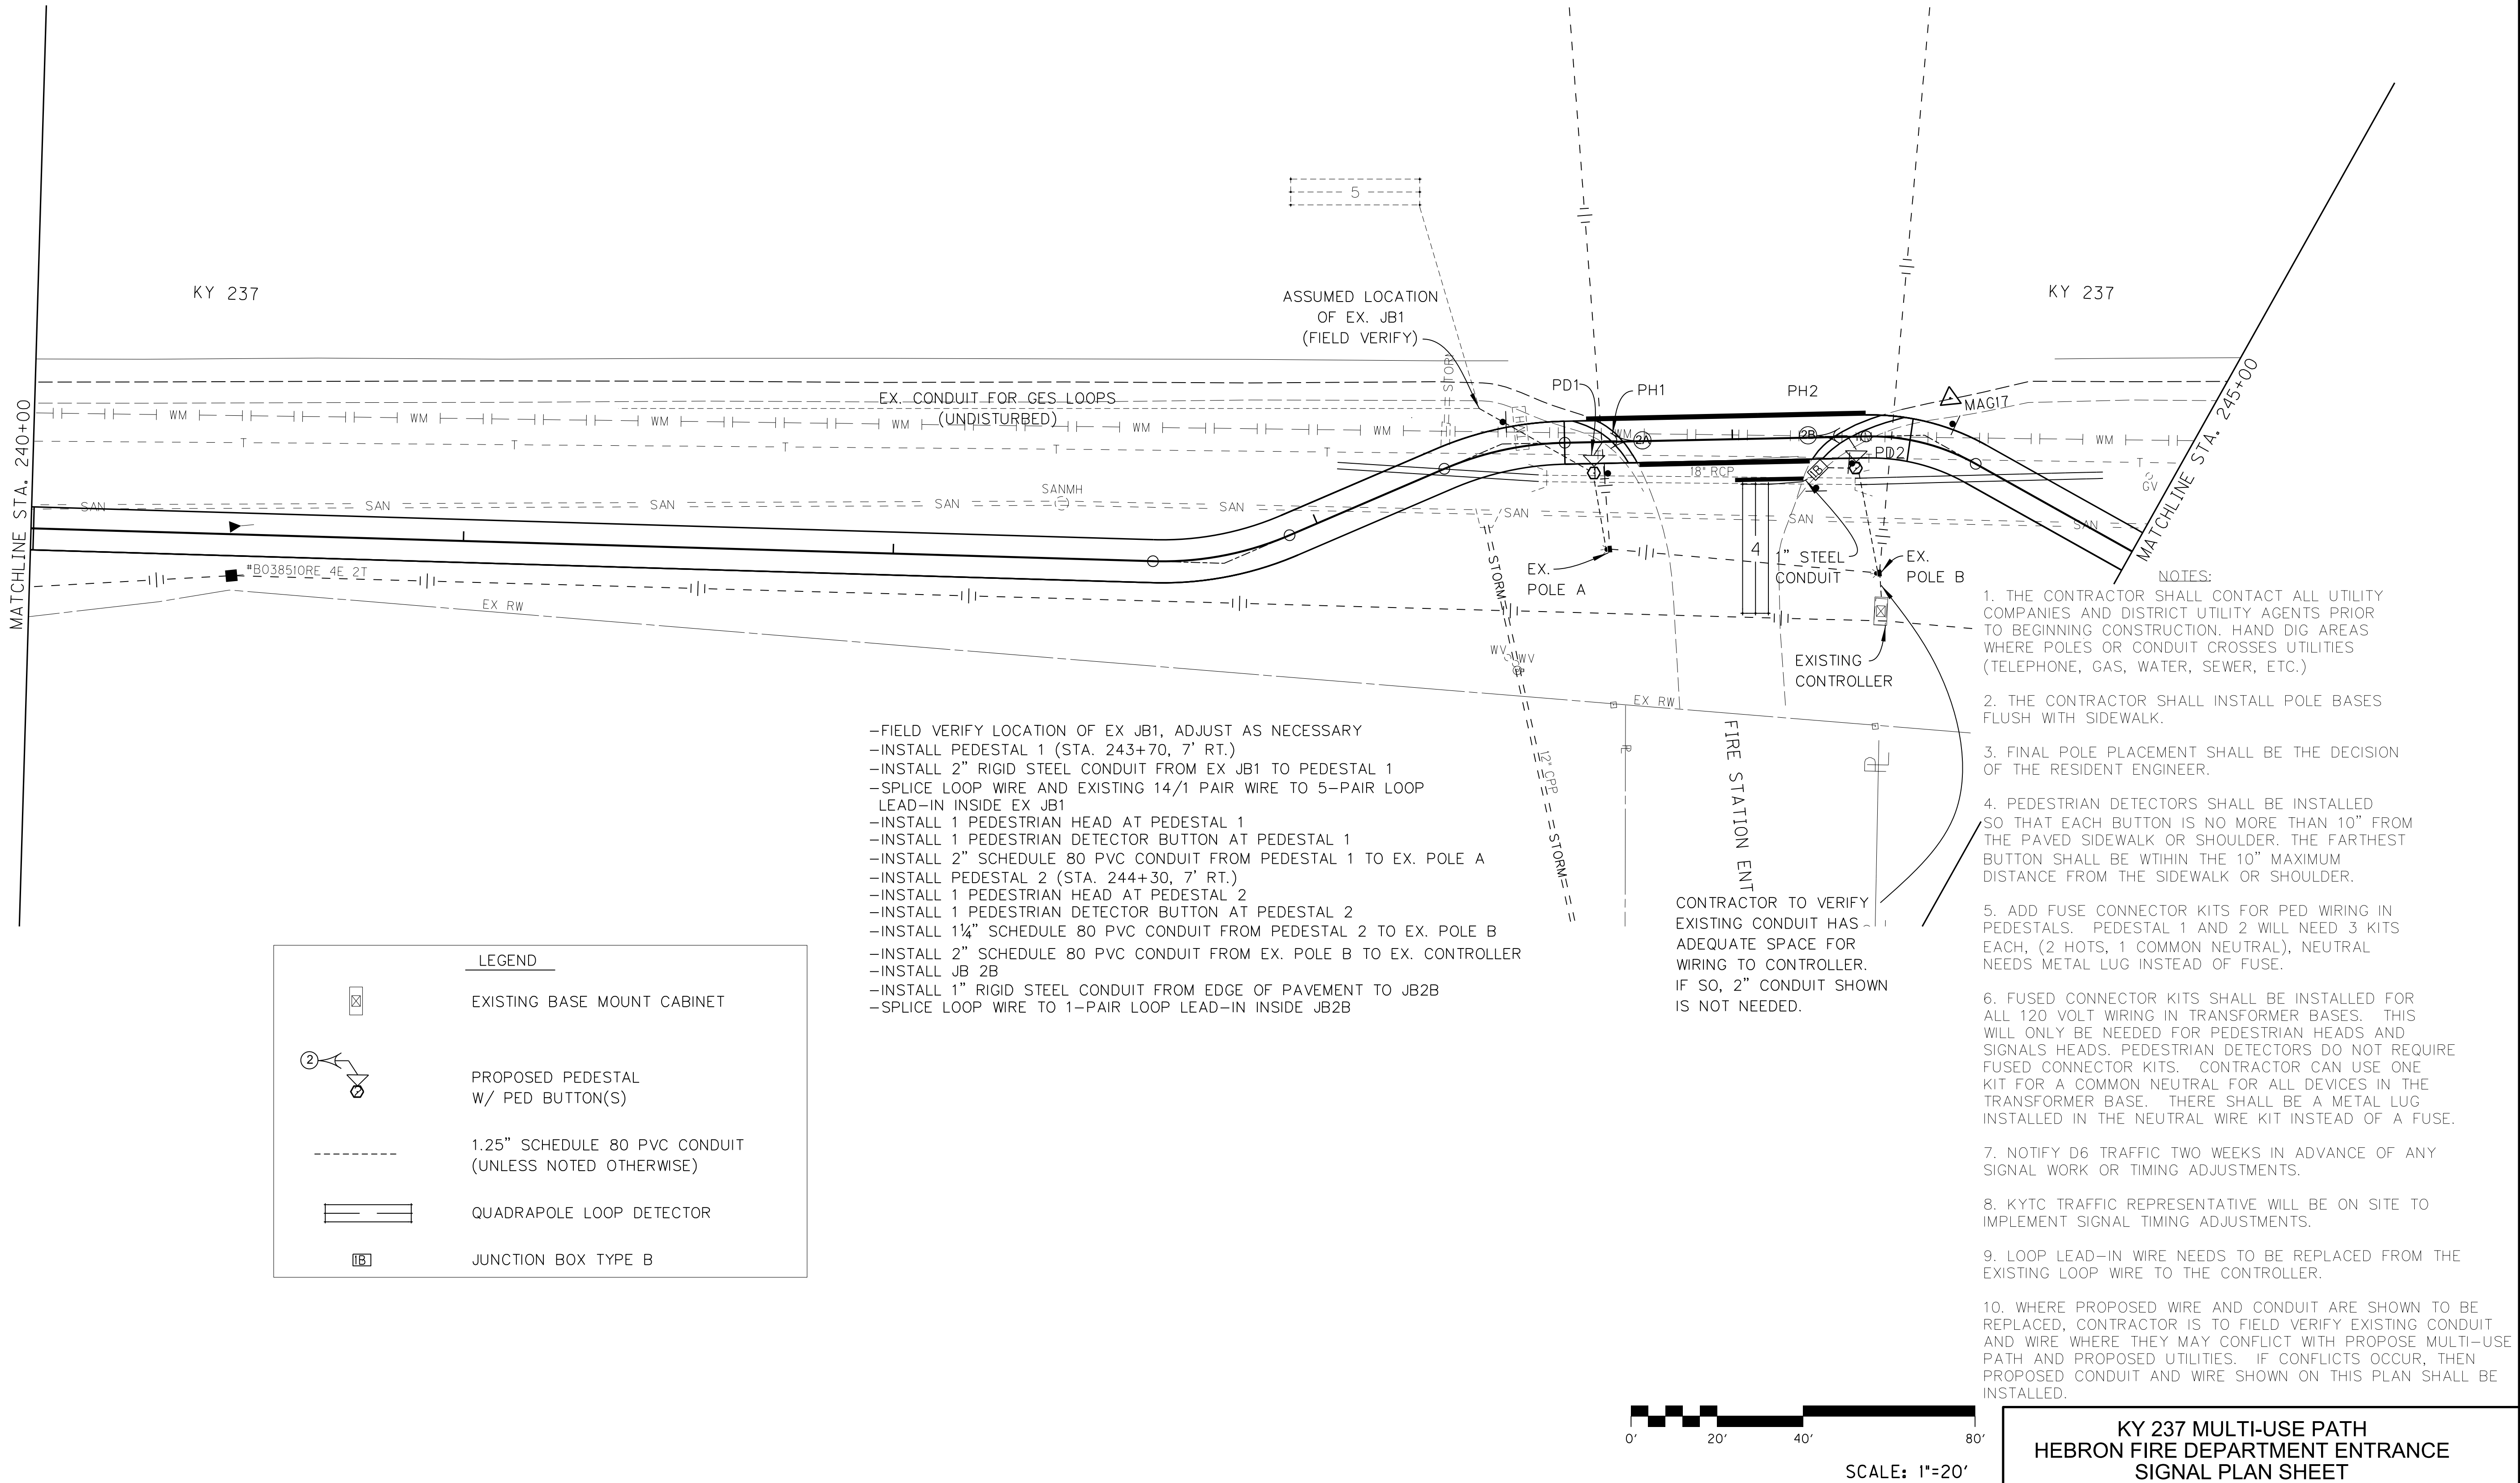 5
KY 237
KY 237
ASSUMED LOCATION
OF EX. JB1
(FIELD VERIFY)
MATCHLINE STA. 240+00
MATCHLINE STA. 245+00
STORM
PD1
PH1
PH2
MAG17
EX. CONDUIT FOR GES LOOPS
(UNDISTURBED)
WM WM WM WM WM WM WM WM
T T T T T T T
2A
2B
PD2
1B
18" RCP
GV
SANMH
SAN SAN SAN SAN SAN SAN SAN SAN
"B038510RE 4E 2T
EX RW
STORM
4
1” STEEL
CONDUIT
EX.
POLE A
EX.
POLE B
WV WV
EXISTING
CONTROLLER
EX RW
12" CPP
STORM
FIRE STATION ENT
-FIELD VERIFY LOCATION OF EX JB1, ADJUST AS NECESSARY
-INSTALL PEDESTAL 1 (STA. 243+70, 7' RT.)
-INSTALL 2” RIGID STEEL CONDUIT FROM EX JB1 TO PEDESTAL 1
-SPLICE LOOP WIRE AND EXISTING 14/1 PAIR WIRE TO 5-PAIR LOOP
LEAD-IN INSIDE EX JB1
-INSTALL 1 PEDESTRIAN HEAD AT PEDESTAL 1
-INSTALL 1 PEDESTRIAN DETECTOR BUTTON AT PEDESTAL 1
-INSTALL 2” SCHEDULE 80 PVC CONDUIT FROM PEDESTAL 1 TO EX. POLE A
-INSTALL PEDESTAL 2 (STA. 244+30, 7' RT.)
-INSTALL 1 PEDESTRIAN HEAD AT PEDESTAL 2
-INSTALL 1 PEDESTRIAN DETECTOR BUTTON AT PEDESTAL 2
-INSTALL 1¼” SCHEDULE 80 PVC CONDUIT FROM PEDESTAL 2 TO EX. POLE B
-INSTALL 2” SCHEDULE 80 PVC CONDUIT FROM EX. POLE B TO EX. CONTROLLER
-INSTALL JB 2B
-INSTALL 1” RIGID STEEL CONDUIT FROM EDGE OF PAVEMENT TO JB2B
-SPLICE LOOP WIRE TO 1-PAIR LOOP LEAD-IN INSIDE JB2B
CONTRACTOR TO VERIFY
EXISTING CONDUIT HAS
ADEQUATE SPACE FOR
WIRING TO CONTROLLER.
IF SO, 2” CONDUIT SHOWN
IS NOT NEEDED.
LEGEND
EXISTING BASE MOUNT CABINET
2
PROPOSED PEDESTAL
W/ PED BUTTON(S)
1.25” SCHEDULE 80 PVC CONDUIT
(UNLESS NOTED OTHERWISE)
QUADRAPOLE LOOP DETECTOR
1B
JUNCTION BOX TYPE B
NOTES:
1. THE CONTRACTOR SHALL CONTACT ALL UTILITY
COMPANIES AND DISTRICT UTILITY AGENTS PRIOR
TO BEGINNING CONSTRUCTION. HAND DIG AREAS
WHERE POLES OR CONDUIT CROSSES UTILITIES
(TELEPHONE, GAS, WATER, SEWER, ETC.)
2. THE CONTRACTOR SHALL INSTALL POLE BASES
FLUSH WITH SIDEWALK.
3. FINAL POLE PLACEMENT SHALL BE THE DECISION
OF THE RESIDENT ENGINEER.
4. PEDESTRIAN DETECTORS SHALL BE INSTALLED
SO THAT EACH BUTTON IS NO MORE THAN 10” FROM
THE PAVED SIDEWALK OR SHOULDER. THE FARTHEST
BUTTON SHALL BE WTIHIN THE 10” MAXIMUM
DISTANCE FROM THE SIDEWALK OR SHOULDER.
5. ADD FUSE CONNECTOR KITS FOR PED WIRING IN
PEDESTALS. PEDESTAL 1 AND 2 WILL NEED 3 KITS
EACH, (2 HOTS, 1 COMMON NEUTRAL), NEUTRAL
NEEDS METAL LUG INSTEAD OF FUSE.
6. FUSED CONNECTOR KITS SHALL BE INSTALLED FOR
ALL 120 VOLT WIRING IN TRANSFORMER BASES. THIS
WILL ONLY BE NEEDED FOR PEDESTRIAN HEADS AND
SIGNALS HEADS. PEDESTRIAN DETECTORS DO NOT REQUIRE
FUSED CONNECTOR KITS. CONTRACTOR CAN USE ONE
KIT FOR A COMMON NEUTRAL FOR ALL DEVICES IN THE
TRANSFORMER BASE. THERE SHALL BE A METAL LUG
INSTALLED IN THE NEUTRAL WIRE KIT INSTEAD OF A FUSE.
7. NOTIFY D6 TRAFFIC TWO WEEKS IN ADVANCE OF ANY
SIGNAL WORK OR TIMING ADJUSTMENTS.
8. KYTC TRAFFIC REPRESENTATIVE WILL BE ON SITE TO
IMPLEMENT SIGNAL TIMING ADJUSTMENTS.
9. LOOP LEAD-IN WIRE NEEDS TO BE REPLACED FROM THE
EXISTING LOOP WIRE TO THE CONTROLLER.
10. WHERE PROPOSED WIRE AND CONDUIT ARE SHOWN TO BE
REPLACED, CONTRACTOR IS TO FIELD VERIFY EXISTING CONDUIT
AND WIRE WHERE THEY MAY CONFLICT WITH PROPOSE MULTI-USE
PATH AND PROPOSED UTILITIES. IF CONFLICTS OCCUR, THEN
PROPOSED CONDUIT AND WIRE SHOWN ON THIS PLAN SHALL BE
INSTALLED.
0' 20' 40' 80'
SCALE: 1"=20'
KY 237 MULTI-USE PATH
HEBRON FIRE DEPARTMENT ENTRANCE
SIGNAL PLAN SHEET